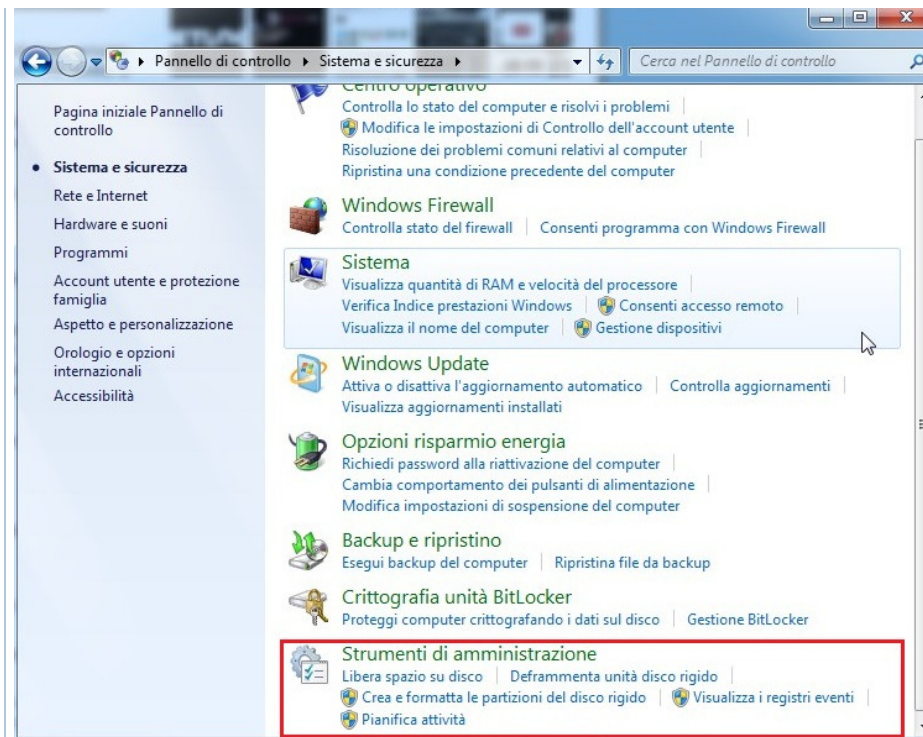 Pannello di controllo Sistema e sicurezza
Cerca nel Pannello di controllo
Pagina iniziale Pannello di
controllo
Sistema e sicurezza
Rete e Internet
Hardware e suoni
Programmi
Account utente e protezione
famiglia
Aspetto e personalizzazione
Orologio e opzioni
internazionali
Accessibilità
Centro operativo
Controlla lo stato del computer e risolvi i problemi
Modifica le impostazioni di Controllo dell'account utente
Risoluzione dei problemi comuni relativi al computer
Ripristina una condizione precedente del computer
Windows Firewall
Controlla stato del firewall Consenti programma con Windows Firewall
Sistema
Visualizza quantità di RAM e velocità del processore
Verifica Indice prestazioni Windows Consenti accesso remoto
Visualizza il nome del computer Gestione dispositivi
Windows Update
Attiva o disattiva l'aggiornamento automatico Controlla aggiornamenti
Visualizza aggiornamenti installati
Opzioni risparmio energia
Richiedi password alla riattivazione del computer
Cambia comportamento dei pulsanti di alimentazione
Modifica impostazioni di sospensione del computer
Backup e ripristino
Esegui backup del computer Ripristina file da backup
Crittografia unità BitLocker
Proteggi computer crittografando i dati sul disco Gestione BitLocker
Strumenti di amministrazione
Libera spazio su disco Deframmenta unità disco rigido
Crea e formatta le partizioni del disco rigido Visualizza i registri eventi
Pianifica attività